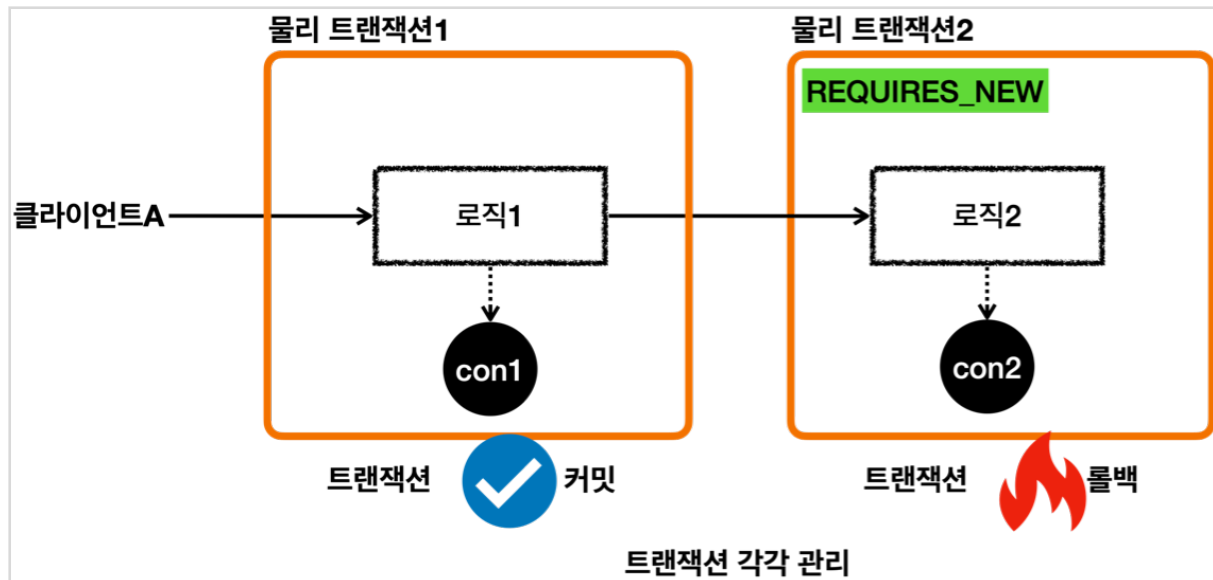 물리 트랜잭션1
물리 트랜잭션2
REQUIRES_NEW
클라이언트A
로직1
로직2
con1
con2
트랜잭션 커밋
트랜잭션 롤백
트랜잭션 각각 관리